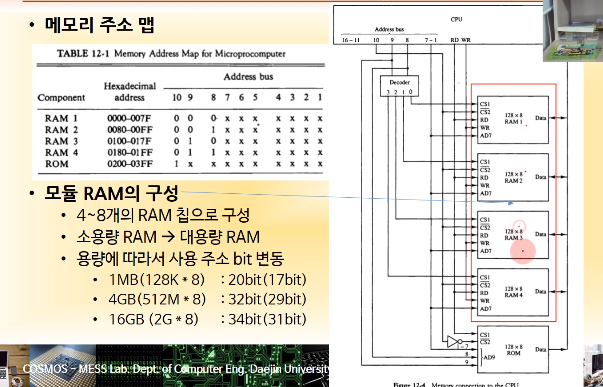 • 메모리 주소 맵
TABLE 12-1 Memory Address Map for Microprocomputer
Address bus
Component Hexadecimal address 10 9 8 7 6 5 4 3 2 1
RAM 1 0000–007F 0 0 0 x x x x x x x
RAM 2 0080–00FF 0 0 1 x x x x x x x
RAM 3 0100–017F 0 1 0 x x x x x x x
RAM 4 0180–01FF 0 1 1 x x x x x x x
ROM 0200–03FF 1 x x x x x x x x x
• 모듈 RAM의 구성
• 4~8개의 RAM 칩으로 구성
• 소용량 RAM → 대용량 RAM
• 용량에 따라서 사용 주소 bit 변동
• 1MB(128K * 8) : 20bit(17bit)
• 4GB(512M * 8) : 32bit(29bit)
• 16GB (2G * 8) : 34bit(31bit)
COSMOS – MESS Lab. Dept. of Computer Eng. Daejin University
CPU
Address bus
16–11 10 9 8 7–1 RD WR
Decoder
3 2 1 0
CS1
CS2
RD
WR
AD7
128×8
RAM 1
Data
CS1
CS2
RD
WR
AD7
128×8
RAM 2
Data
CS1
CS2
RD
WR
AD7
128×8
RAM 3
Data
CS1
CS2
RD
WR
AD7
128×8
RAM 4
Data
CS1
CS2
1–7
8
9
AD9
128×8
ROM
Data
Figure 12-4 Memory connection to the CPU.